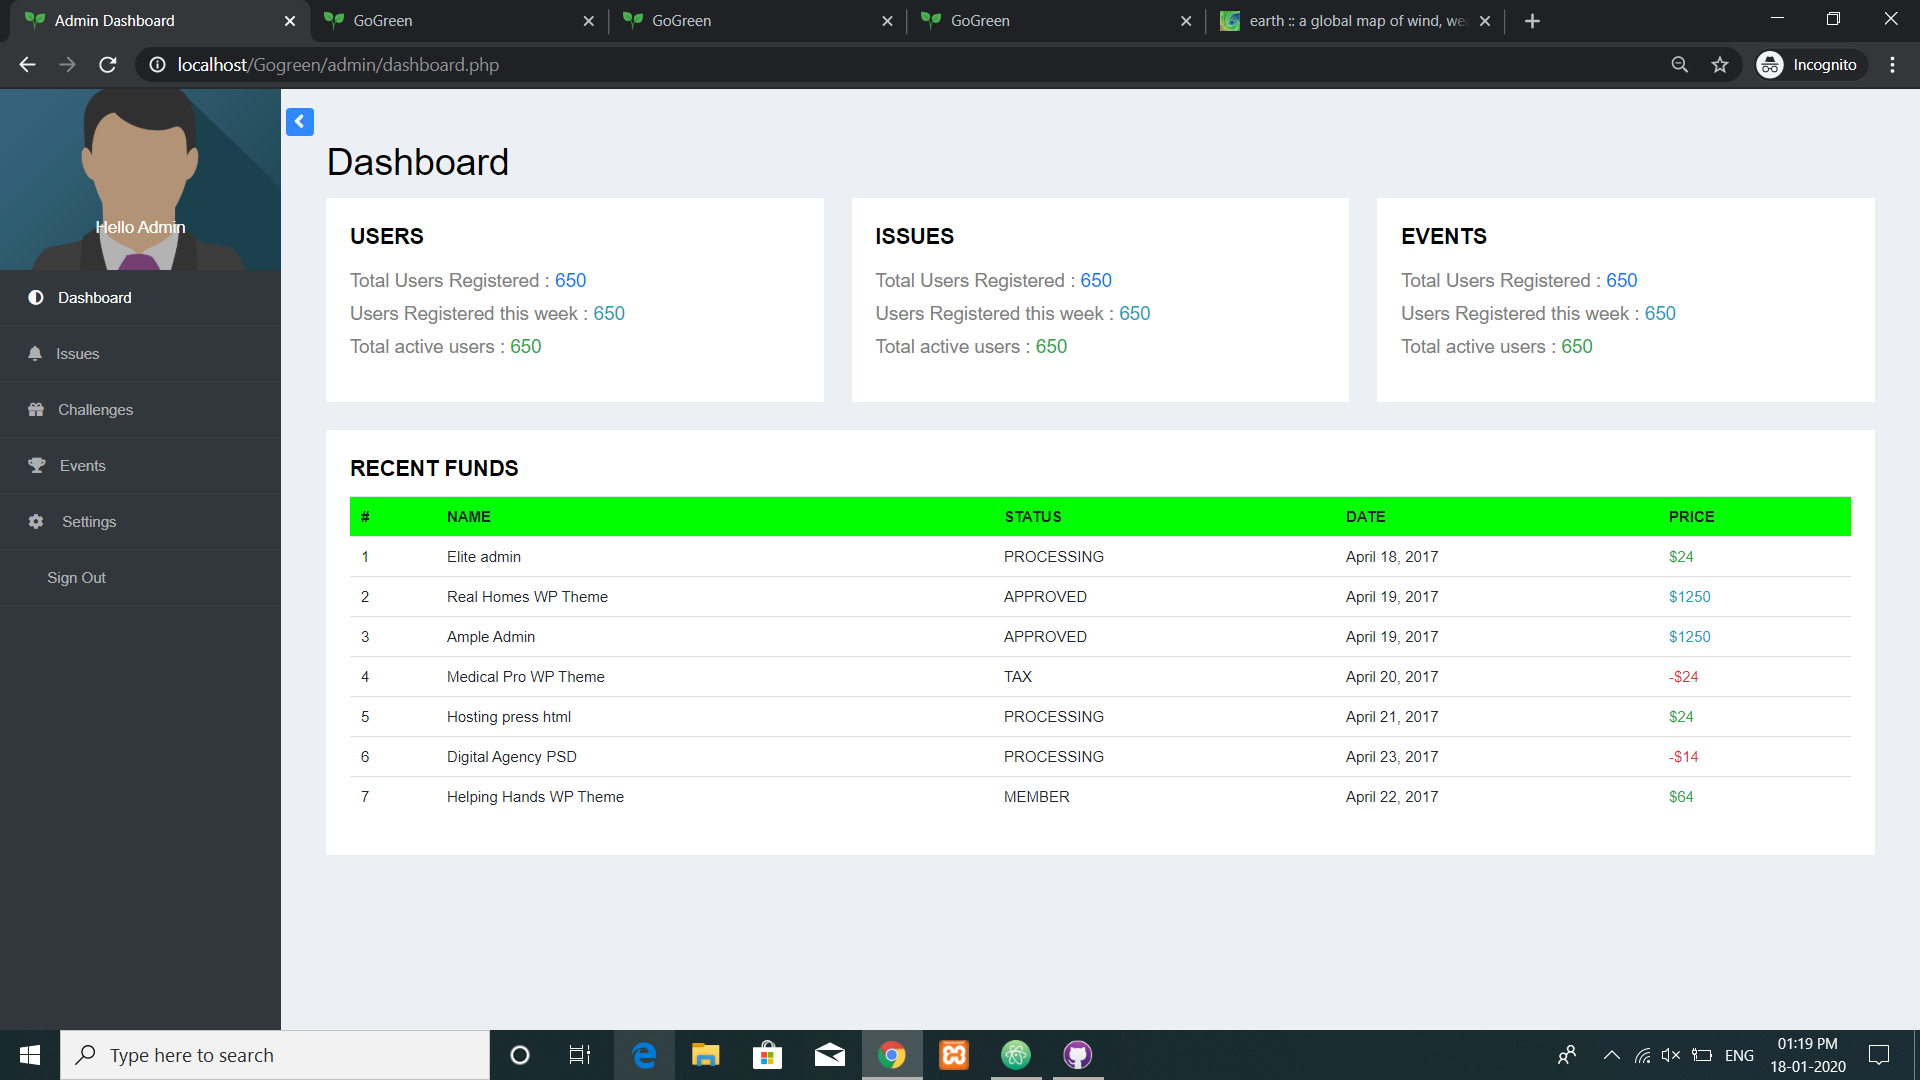 Admin Dashboard
GoGreen
GoGreen
GoGreen
earth :: a global map of wind, wea
localhost/Gogreen/admin/dashboard.php
Incognito
Hello Admin
Dashboard
Issues
Challenges
Events
Settings
Sign Out
Dashboard
USERS
Total Users Registered : 650
Users Registered this week : 650
Total active users : 650
ISSUES
Total Users Registered : 650
Users Registered this week : 650
Total active users : 650
EVENTS
Total Users Registered : 650
Users Registered this week : 650
Total active users : 650
RECENT FUNDS
# NAME STATUS DATE PRICE
1 Elite admin PROCESSING April 18, 2017 $24
2 Real Homes WP Theme APPROVED April 19, 2017 $1250
3 Ample Admin APPROVED April 19, 2017 $1250
4 Medical Pro WP Theme TAX April 20, 2017 -$24
5 Hosting press html PROCESSING April 21, 2017 $24
6 Digital Agency PSD PROCESSING April 23, 2017 -$14
7 Helping Hands WP Theme MEMBER April 22, 2017 $64
Type here to search
ENG
01:19 PM
18-01-2020